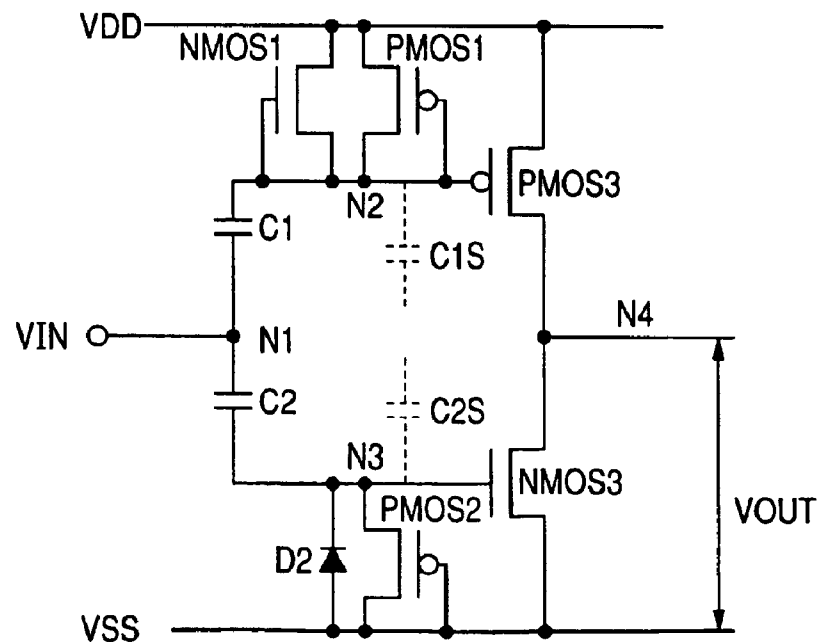 VDD
NMOS1
PMOS1
PMOS3
N2
C1
C1S
VIN
N1
N4
C2
C2S
N3
PMOS2
NMOS3
VOUT
D2
VSS